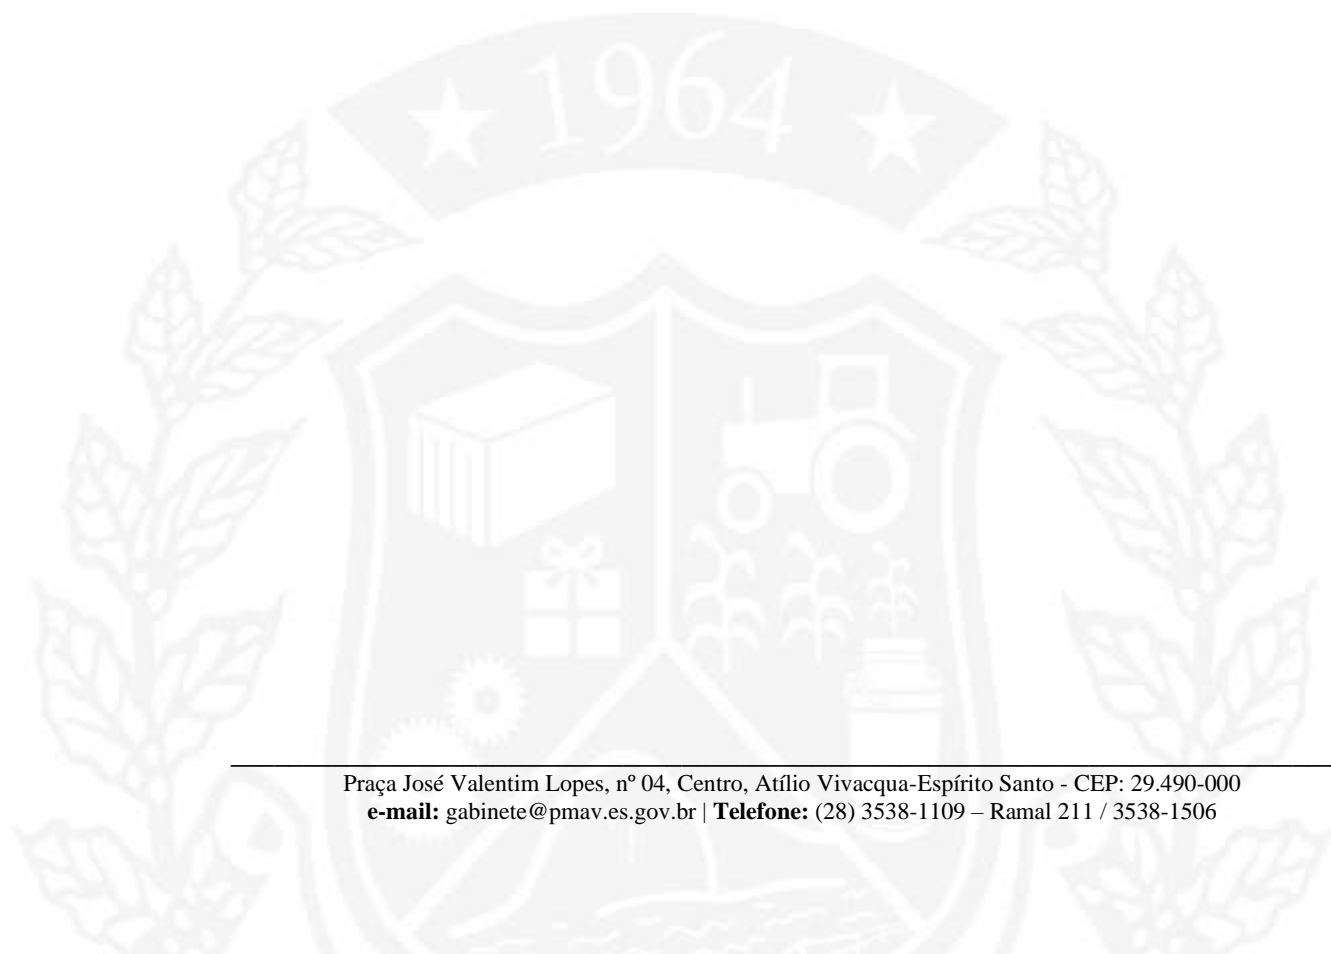 1964
Praça José Valentim Lopes, nº 04, Centro, Atílio Vivacqua-Espírito Santo - CEP: 29.490-000
e-mail: gabinete@pmav.es.gov.br | Telefone: (28) 3538-1109 – Ramal 211 / 3538-1506